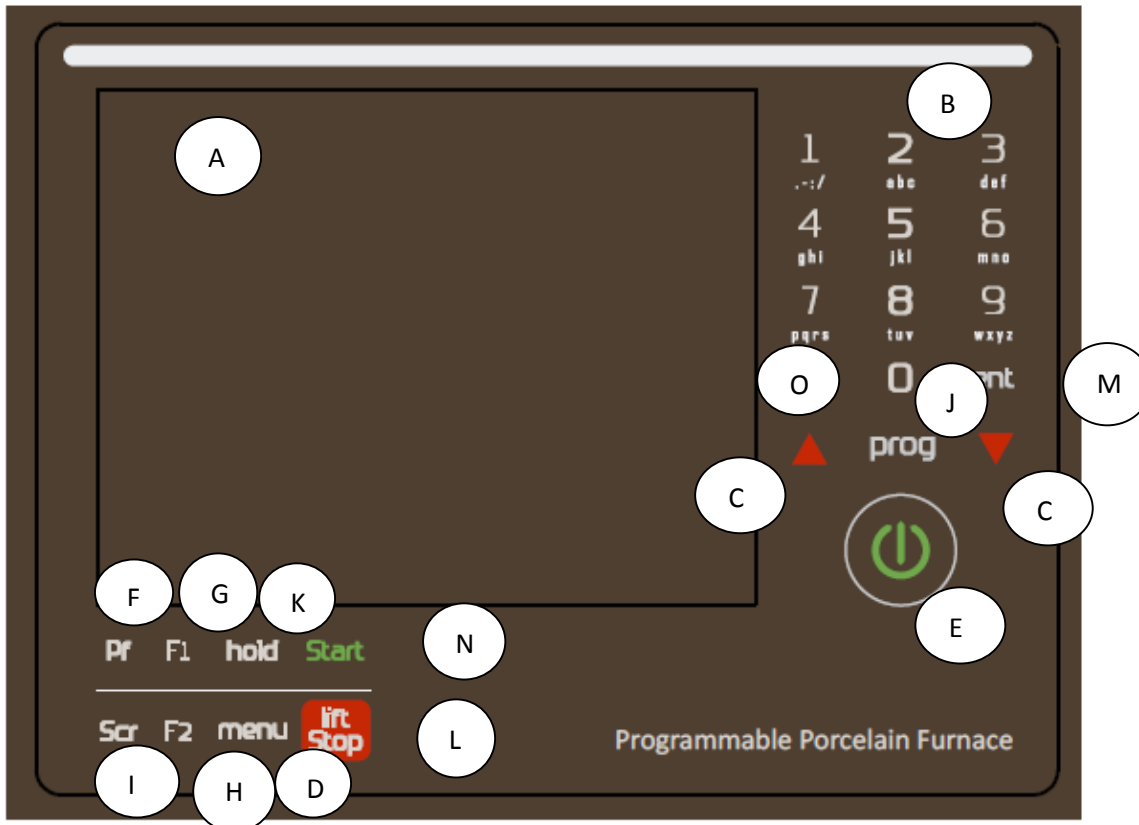 B
A
1 2 3
.-:/ abc def
4 5 6
ghi jkl mno
7 8 9
pqrs tuv wxyz
O 0 J M
prog
C C
F G K
E
Pf F1 hold Start N
Scr F2 menu lift Stop L
Programmable Porcelain Furnace
I H D